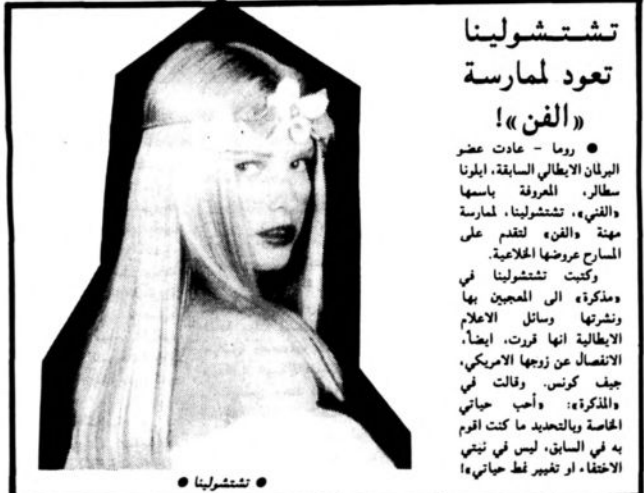 تـشـتـشـولـينـا
تعود لممارسة
«الفن»!
● روما - عادت عضو
البرلمان الايطالي السابقة، ايلونا
سطالر، المعروفة باسمها
«الفني»، تشتشولينا، لممارسة
مهنة «الفن» لتقدم على
المسارح عروضها الخلاعية.
وكتبت تشتشولينا في
«مذكرة» الى المعجبين بها
ونشرتها وسائل الاعلام
الايطالية انها قررت، ايضاً،
الانفصال عن زوجها الامريكي،
جيف كونس. وقالت في
«المذكرة»: «أحب حياتي
الخاصة وبالتحديد ما كنت اقوم
به في السابق، ليس في نيتي
الاختفاء او تغيير نمط حياتي»!
● تشتشولينا ●